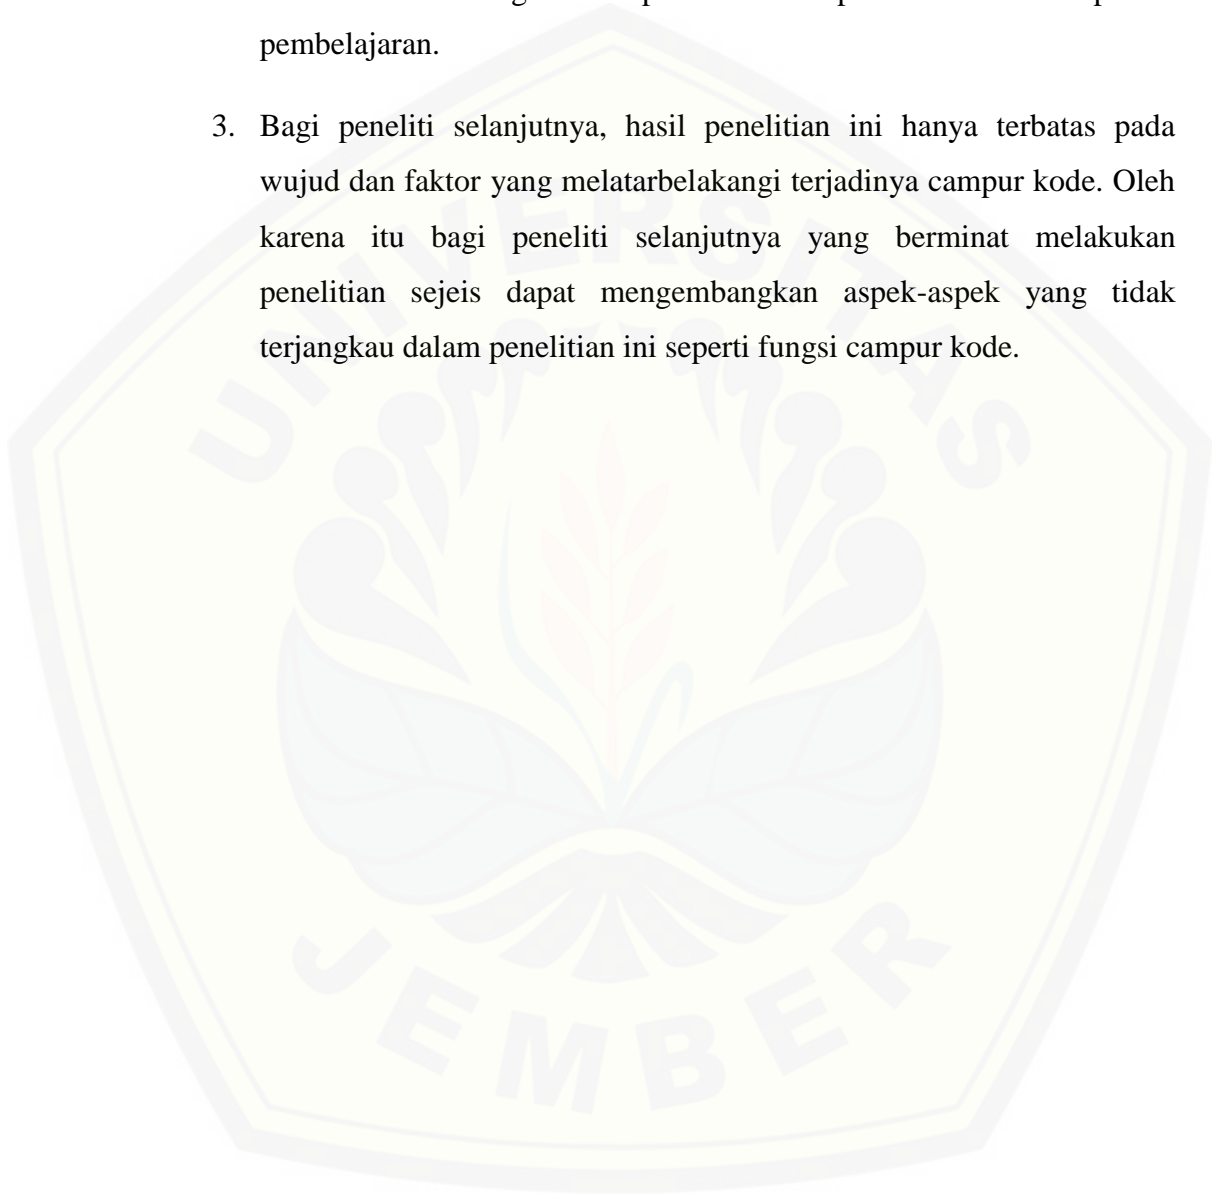 pembelajaran.
3. Bagi peneliti selanjutnya, hasil penelitian ini hanya terbatas pada
wujud dan faktor yang melatarbelakangi terjadinya campur kode. Oleh
karena itu bagi peneliti selanjutnya yang berminat melakukan
penelitian sejeis dapat mengembangkan aspek-aspek yang tidak
terjangkau dalam penelitian ini seperti fungsi campur kode.
UNIVERSITAS
JEMBER